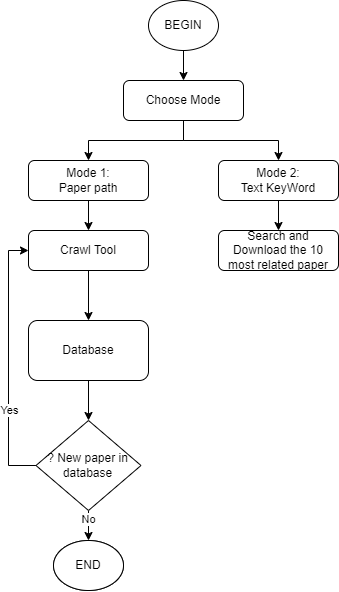 BEGIN
Choose Mode
Mode 1:
Paper path
Mode 2:
Text KeyWord
Crawl Tool
Search and
Download the 10
most related paper
Database
Yes
? New paper in
database
No
END